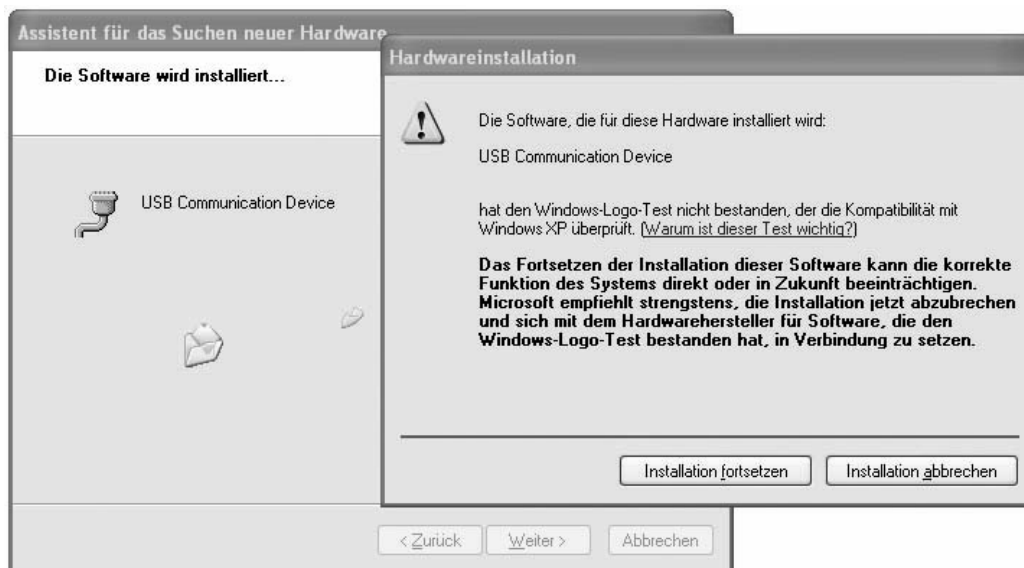 Assistent für das Suchen neuer Hardware
Die Software wird installiert...
USB Communication Device
Hardwareinstallation
Die Software, die für diese Hardware installiert wird:
USB Communication Device
hat den Windows-Logo-Test nicht bestanden, der die Kompatibilität mit
Windows XP überprüft. (Warum ist dieser Test wichtig?)
Das Fortsetzen der Installation dieser Software kann die korrekte
Funktion des Systems direkt oder in Zukunft beeinträchtigen.
Microsoft empfiehlt strengstens, die Installation jetzt abzubrechen
und sich mit dem Hardwarehersteller für Software, die den
Windows-Logo-Test bestanden hat, in Verbindung zu setzen.
Installation fortsetzen Installation abbrechen
< Zurück Weiter > Abbrechen